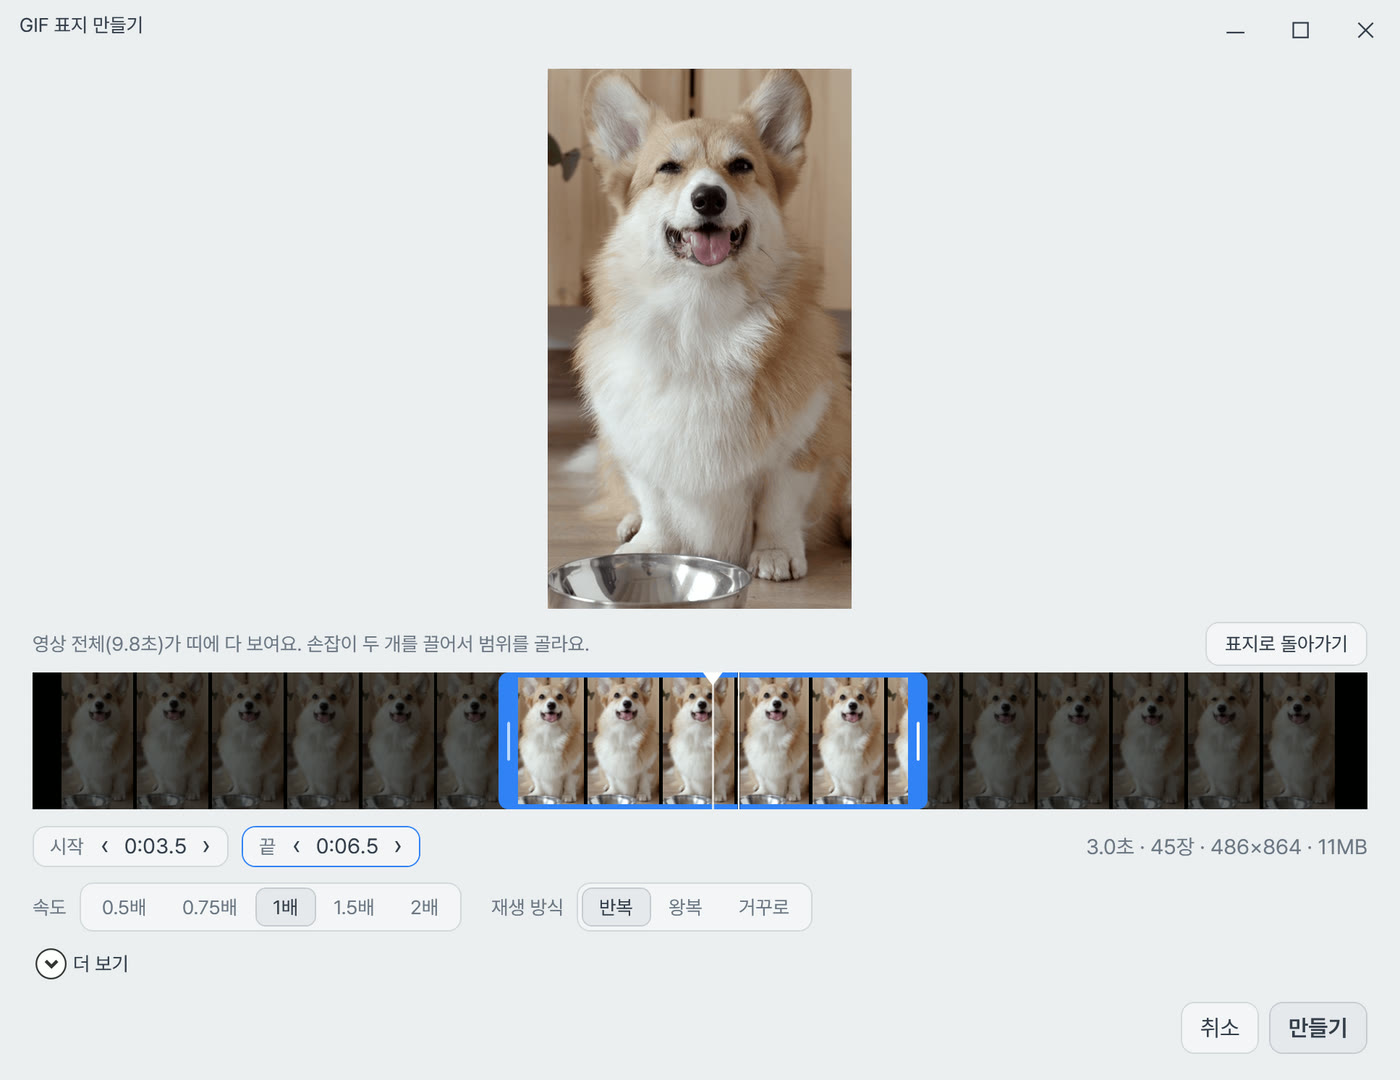 GIF 표지 만들기
영상 전체(9.8초)가 띠에 다 보여요. 손잡이 두 개를 끌어서 범위를 골라요.
표지로 돌아가기
시작 ‹ 0:03.5 › 끝 ‹ 0:06.5 ›
3.0초 · 45장 · 486×864 · 11MB
속도 0.5배 0.75배 1배 1.5배 2배 재생 방식 반복 왕복 거꾸로
더 보기
취소 만들기